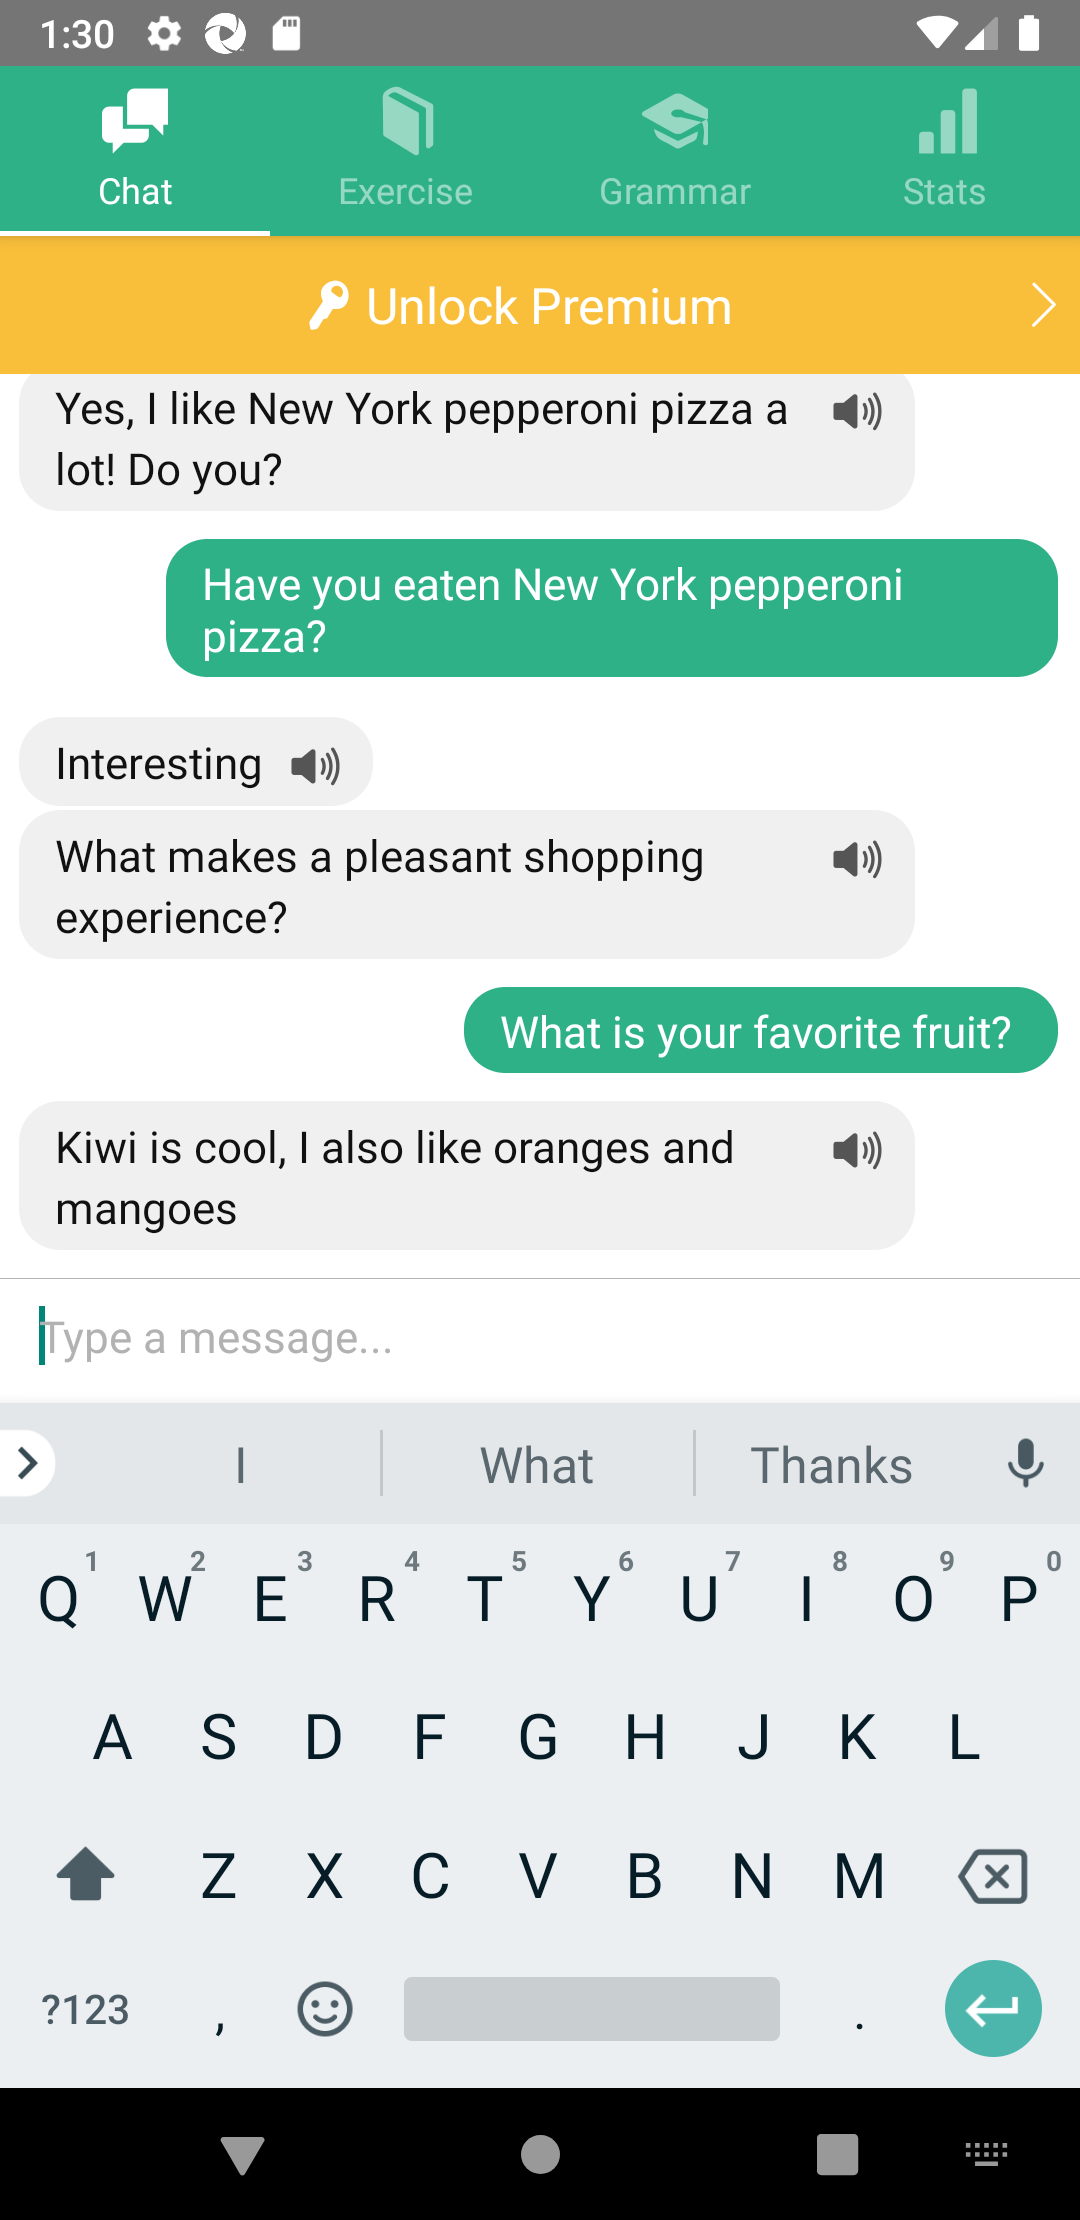 1:30
Chat
Exercise
Grammar
Stats
Unlock Premium
Yes, I like New York pepperoni pizza a
lot! Do you?
Have you eaten New York pepperoni
pizza?
Interesting
What makes a pleasant shopping
experience?
What is your favorite fruit?
Kiwi is cool, I also like oranges and
mangoes
Type a message...
I
What
Thanks
1 2 3 4 5 6 7 8 9 0
Q W E R T Y U I O P
A S D F G H J K L
Z X C V B N M
?123 , .